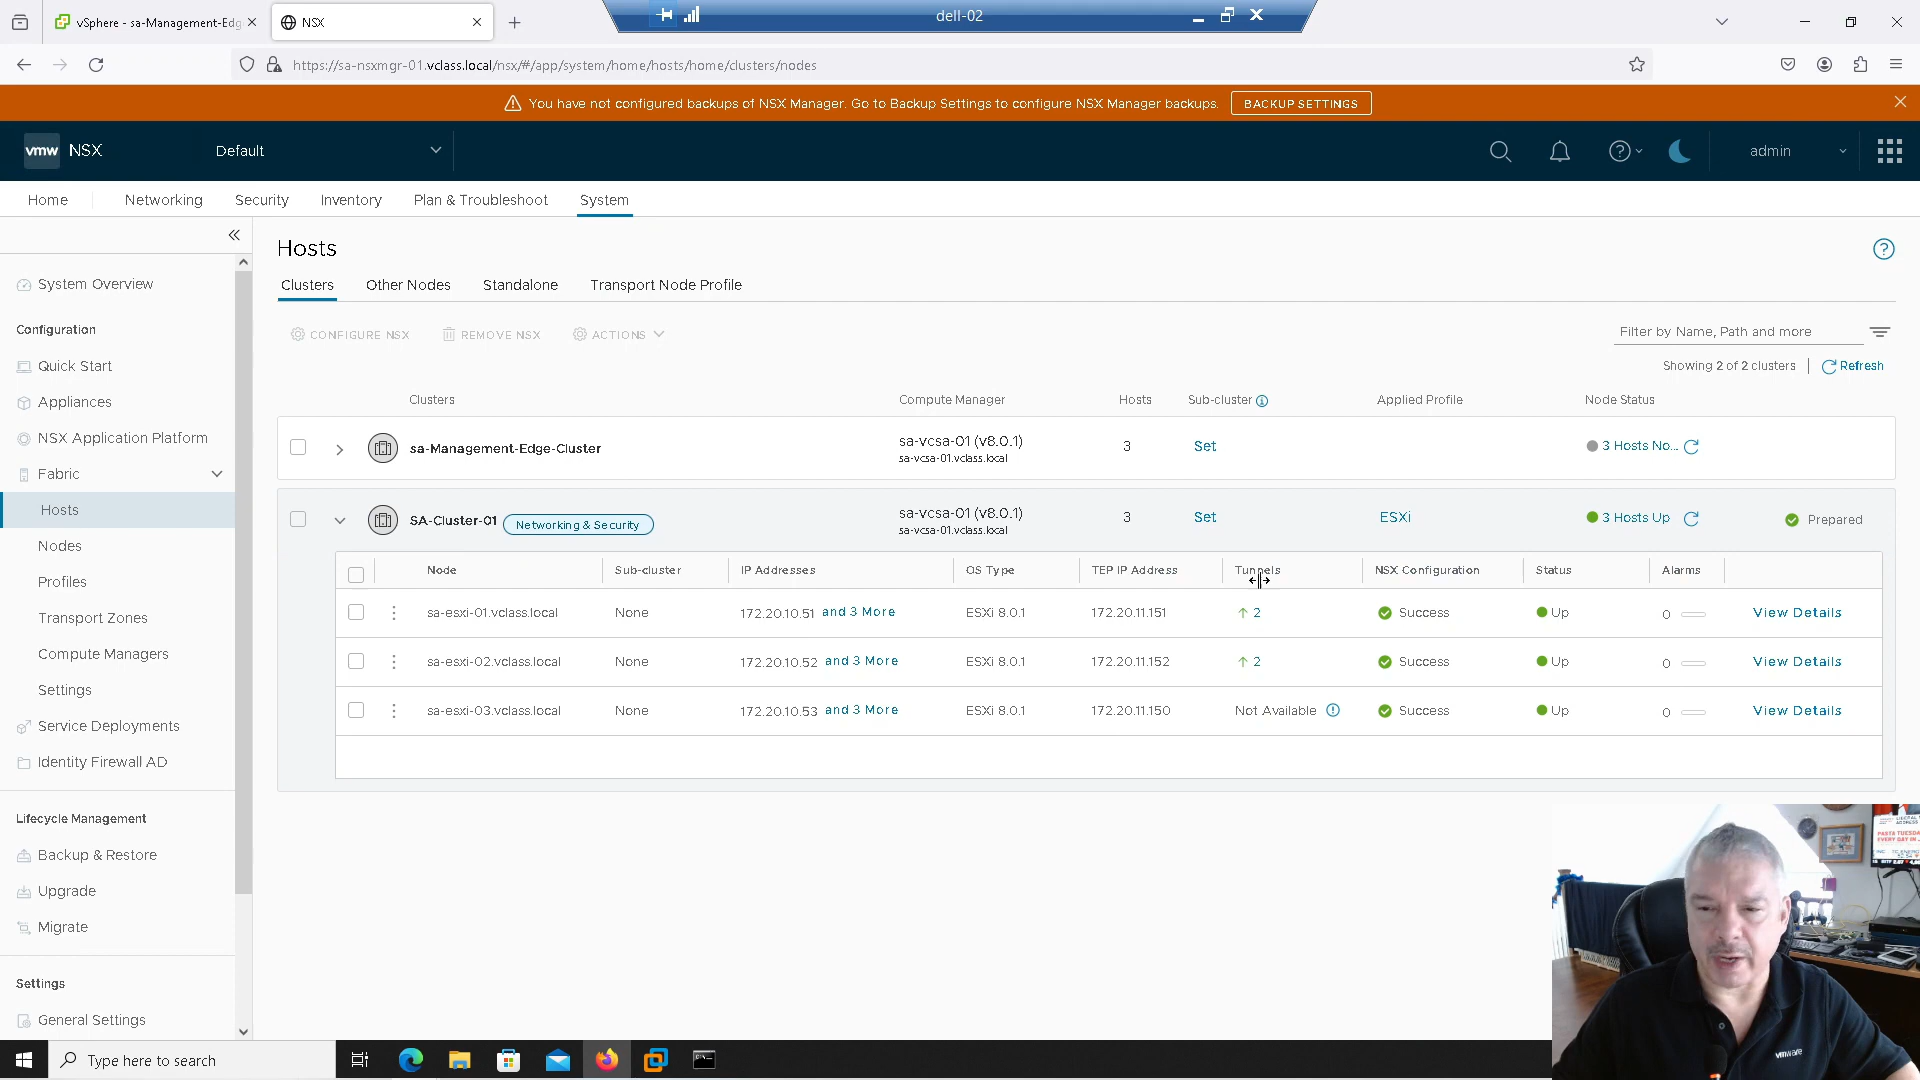 vSphere - sa-Management-Edg
NSX
dell-02
https://sa-nsxmgr-01.vclass.local/nsx/#/app/system/home/hosts/home/clusters/nodes
You have not configured backups of NSX Manager. Go to Backup Settings to configure NSX Manager backups. BACKUP SETTINGS
vmw NSX Default admin
Home Networking Security Inventory Plan & Troubleshoot System
System Overview
Configuration
Quick Start
Appliances
NSX Application Platform
Fabric
Hosts
Nodes
Profiles
Transport Zones
Compute Managers
Settings
Service Deployments
Identity Firewall AD
Lifecycle Management
Backup & Restore
Upgrade
Migrate
Settings
General Settings
Hosts
Clusters Other Nodes Standalone Transport Node Profile
CONFIGURE NSX REMOVE NSX ACTIONS Filter by Name, Path and more
Showing 2 of 2 clusters Refresh
Clusters Compute Manager Hosts Sub-cluster Applied Profile Node Status
sa-Management-Edge-Cluster sa-vcsa-01 (v8.0.1) 3 Set 3 Hosts No...
sa-vcsa-01.vclass.local
SA-Cluster-01 Networking & Security sa-vcsa-01 (v8.0.1) 3 Set ESXi 3 Hosts Up Prepared
sa-vcsa-01.vclass.local
Node Sub-cluster IP Addresses OS Type TEP IP Address Tunnels NSX Configuration Status Alarms
sa-esxi-01.vclass.local None 172.20.10.51 and 3 More ESXi 8.0.1 172.20.11.151 2 Success Up 0 View Details
sa-esxi-02.vclass.local None 172.20.10.52 and 3 More ESXi 8.0.1 172.20.11.152 2 Success Up 0 View Details
sa-esxi-03.vclass.local None 172.20.10.53 and 3 More ESXi 8.0.1 172.20.11.150 Not Available Success Up 0 View Details
PASTA TUESDA
EVERY DAY IN
vmware
Type here to search